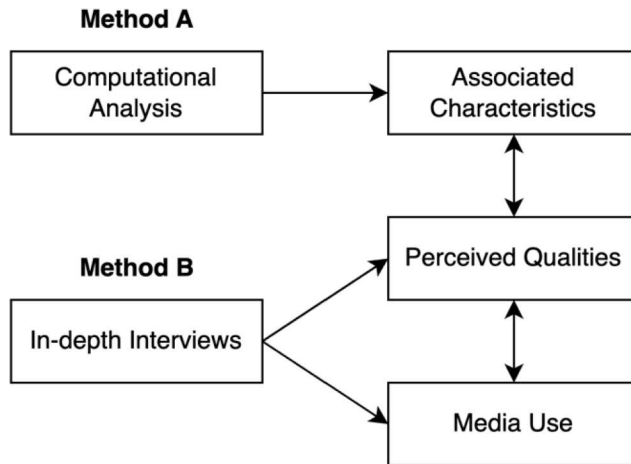 Method A
Computational
Analysis
Associated
Characteristics
Perceived Qualities
Method B
In-depth Interviews
Media Use